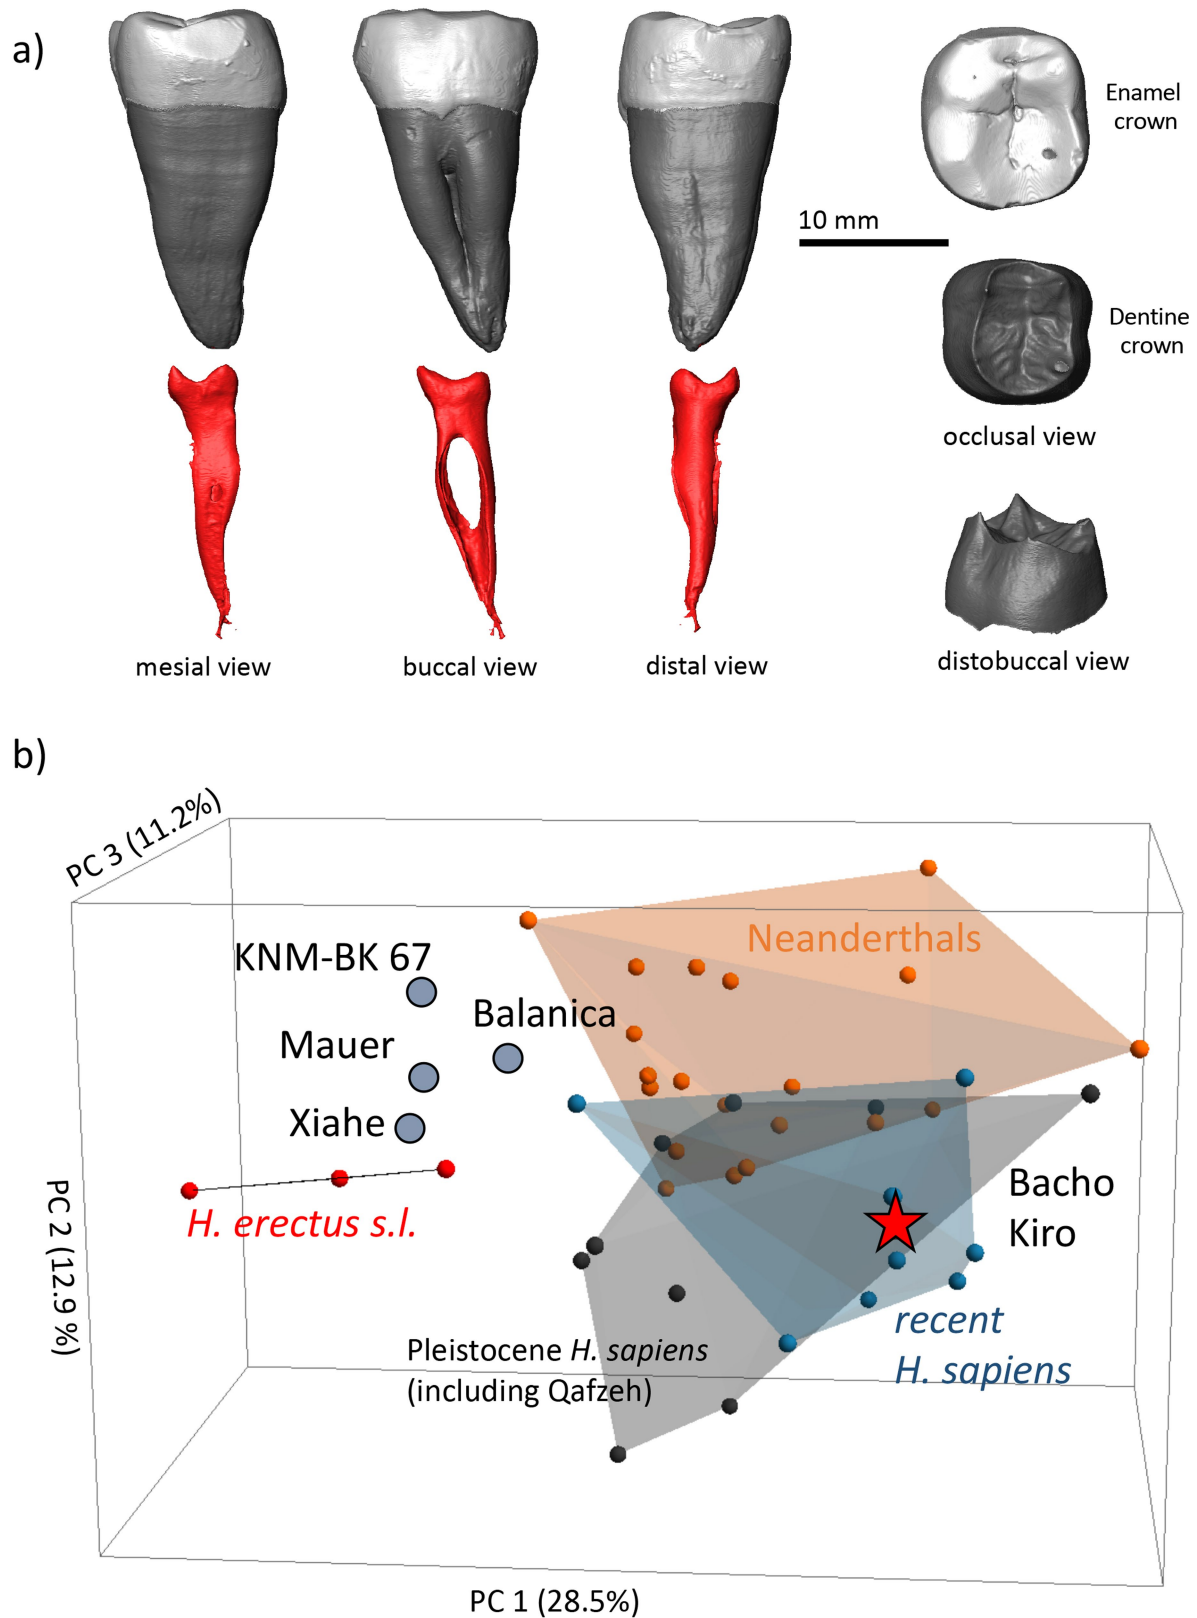 a)
Enamel
crown
10 mm
Dentine
crown
occlusal view
mesial view
buccal view
distal view
distobuccal view
b)
PC 3 (11.2%)
Neanderthals
KNM-BK 67
Balanica
Mauer
Xiahe
H. erectus s.l.
Bacho
Kiro
PC 2 (12.9 %)
recent
H. sapiens
Pleistocene H. sapiens
(including Qafzeh)
PC 1 (28.5%)